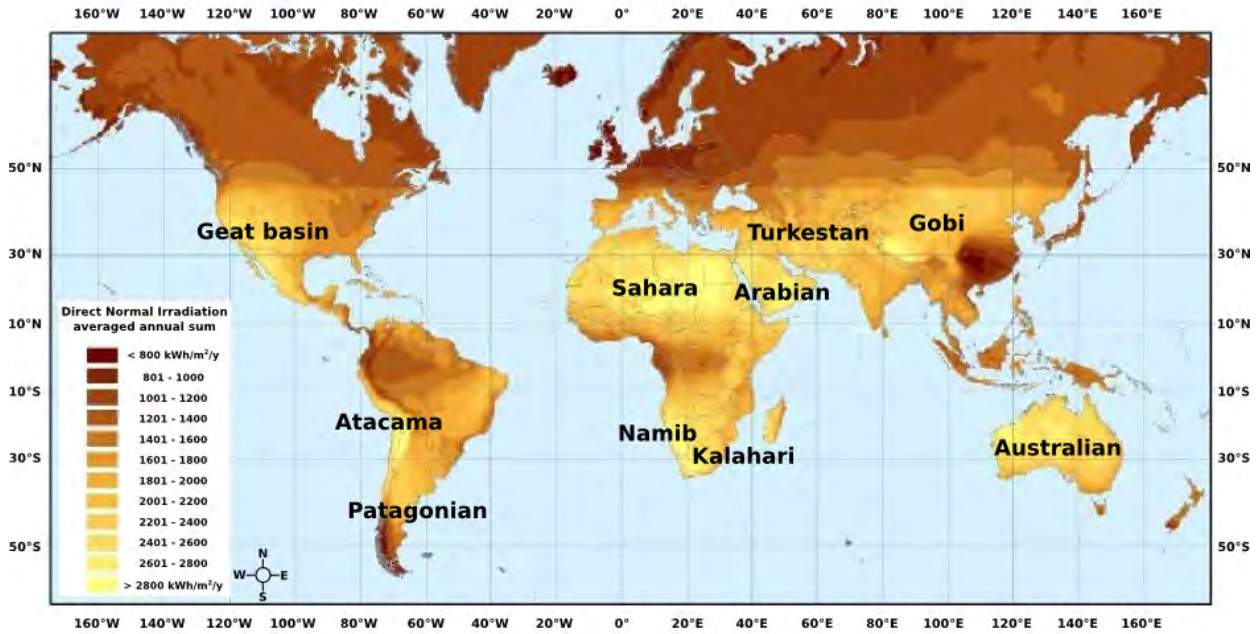 160°W 140°W 120°W 100°W 80°W 60°W 40°W 20°W 0° 20°E 40°E 60°E 80°E 100°E 120°E 140°E 160°E
50°N 50°N
Geat basin Turkestan Gobi
30°N 30°N
Sahara Arabian
Direct Normal Irradiation
averaged annual sum
10°N 10°N
< 800 kWh/m²/y
801 - 1000
10°S 10°S
1001 - 1200
1201 - 1400
Atacama Namib
1401 - 1600
Kalahari Australian
30°S 30°S
1601 - 1800
1801 - 2000
2001 - 2200
Patagonian
2201 - 2400
2401 - 2600
50°S 50°S
2601 - 2800
> 2800 kWh/m²/y
N
W E
S
160°W 140°W 120°W 100°W 80°W 60°W 40°W 20°W 0° 20°E 40°E 60°E 80°E 100°E 120°E 140°E 160°E